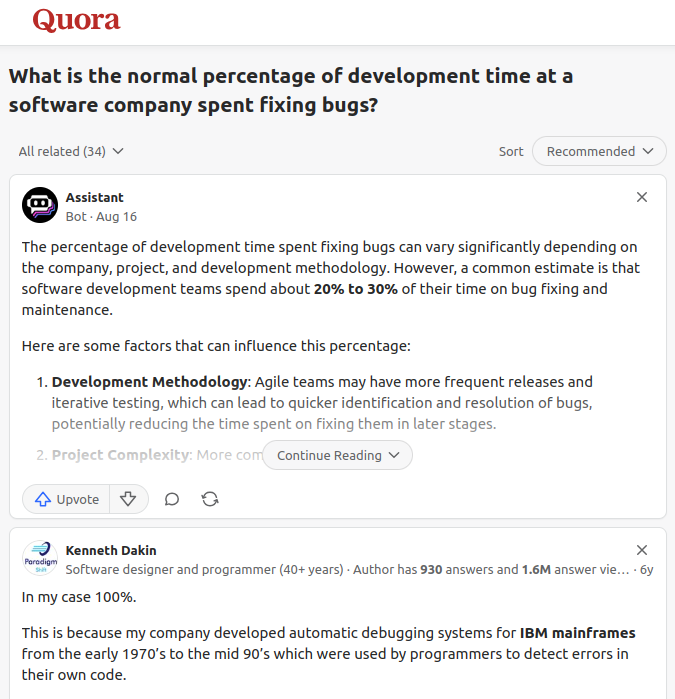 Quora
What is the normal percentage of development time at a
software company spent fixing bugs?
All related (34)
Sort
Recommended
Assistant
Bot · Aug 16
The percentage of development time spent fixing bugs can vary significantly depending on
the company, project, and development methodology. However, a common estimate is that
software development teams spend about 20% to 30% of their time on bug fixing and
maintenance.
Here are some factors that can influence this percentage:
1. Development Methodology: Agile teams may have more frequent releases and
iterative testing, which can lead to quicker identification and resolution of bugs,
potentially reducing the time spent on fixing them in later stages.
2. Project Complexity: More com
Continue Reading
Upvote
Paradigm
Shift
Kenneth Dakin
Software designer and programmer (40+ years) · Author has 930 answers and 1.6M answer vie… · 6y
In my case 100%.
This is because my company developed automatic debugging systems for IBM mainframes
from the early 1970’s to the mid 90’s which were used by programmers to detect errors in
their own code.